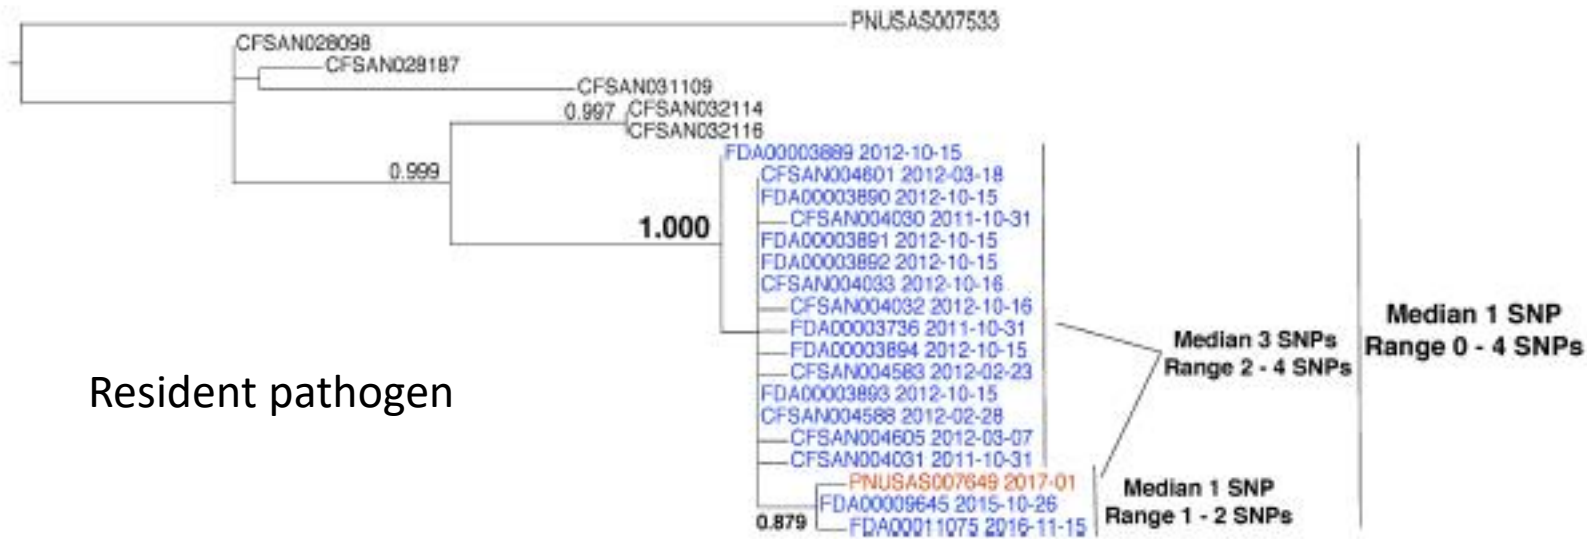 PNUSAS007533
CFSAN028098
CFSAN028187
CFSAN031109
0.997 CFSAN032114
CFSAN032116
FDA00003889 2012-10-15
0.999
CFSAN004601 2012-03-18
FDA00003890 2012-10-15
CFSAN004030 2011-10-31
1.000
FDA00003891 2012-10-15
FDA00003892 2012-10-15
CFSAN004033 2012-10-16
CFSAN004032 2012-10-16
FDA00003736 2011-10-31
FDA00003894 2012-10-15
CFSAN004583 2012-02-23
FDA00003893 2012-10-15
CFSAN004588 2012-02-28
CFSAN004605 2012-03-07
CFSAN004031 2011-10-31
PNUSAS007649 2017-01
FDA00009645 2015-10-26
0.879 FDA00011075 2016-11-15
Median 3 SNPs
Range 2 - 4 SNPs
Median 1 SNP
Range 0 - 4 SNPs
Median 1 SNP
Range 1 - 2 SNPs
Resident pathogen